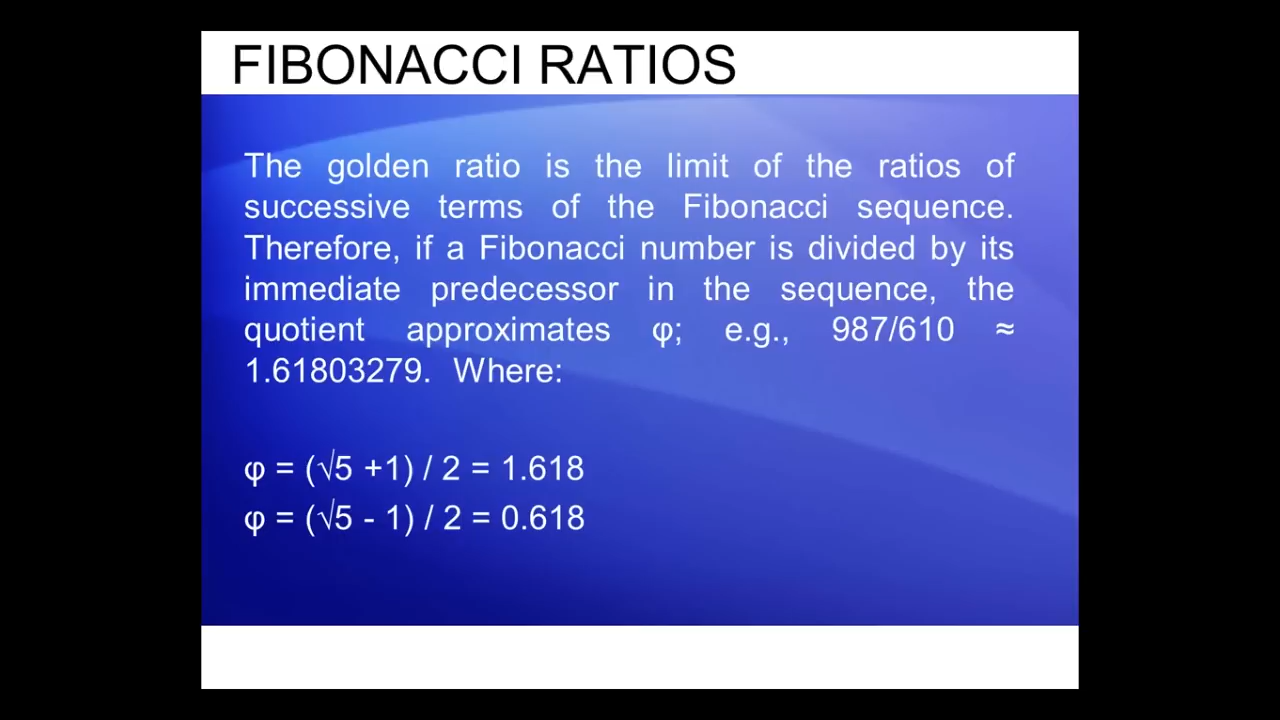 FIBONACCI RATIOS
The golden ratio is the limit of the ratios of
successive terms of the Fibonacci sequence.
Therefore, if a Fibonacci number is divided by its
immediate predecessor in the sequence, the
quotient approximates φ; e.g., 987/610 ≈
1.61803279. Where:
φ = (√5 +1) / 2 = 1.618
φ = (√5 - 1) / 2 = 0.618